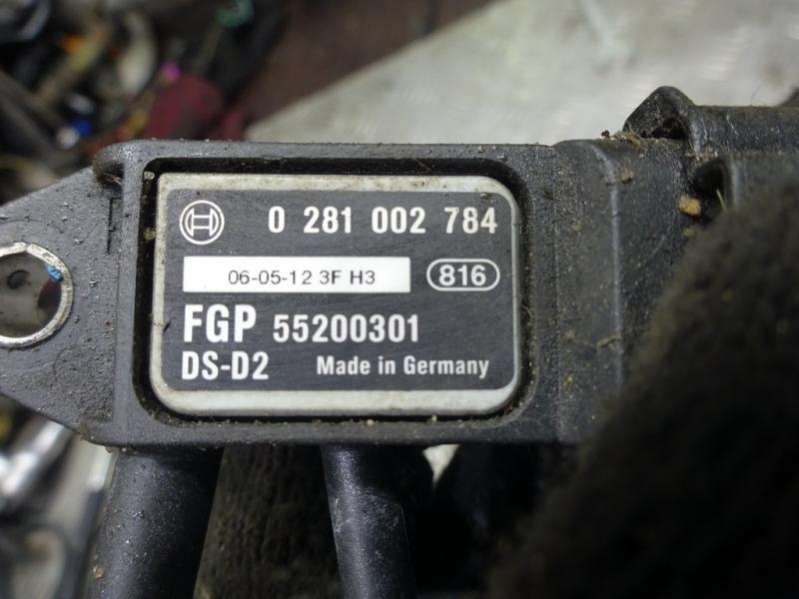 0 281 002 784
06-05-12 3F H3 816
FGP 55200301
DS-D2 Made in Germany